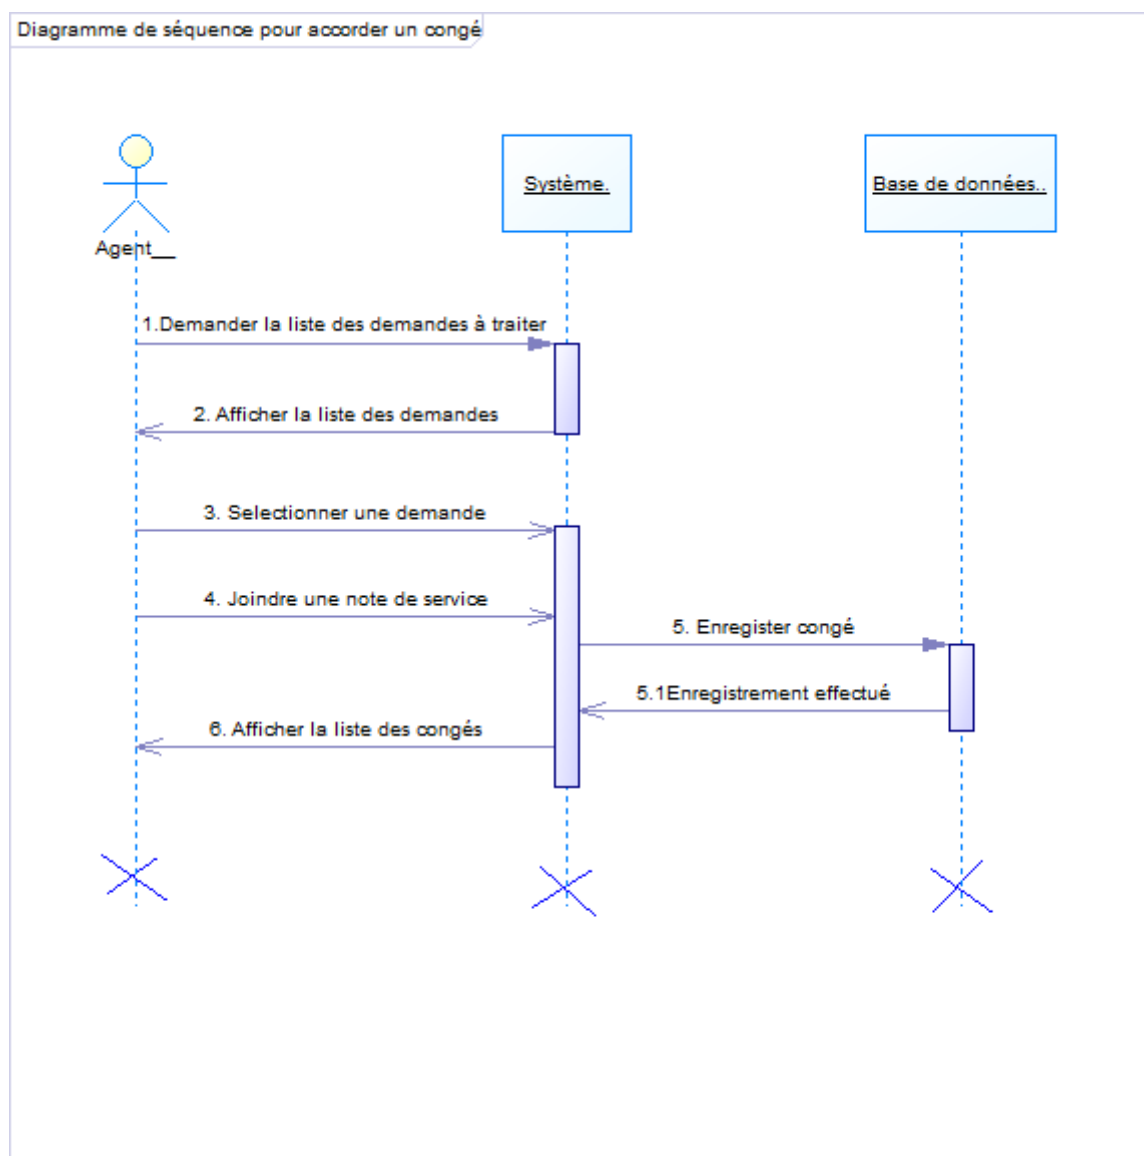 Diagramme de séquence pour accorder un congé
Système.
Base de données..
Agent__
1.Demander la liste des demandes à traiter
2. Afficher la liste des demandes
3. Selectionner une demande
4. Joindre une note de service
5. Enregister congé
5.1Enregistrement effectué
6. Afficher la liste des congés